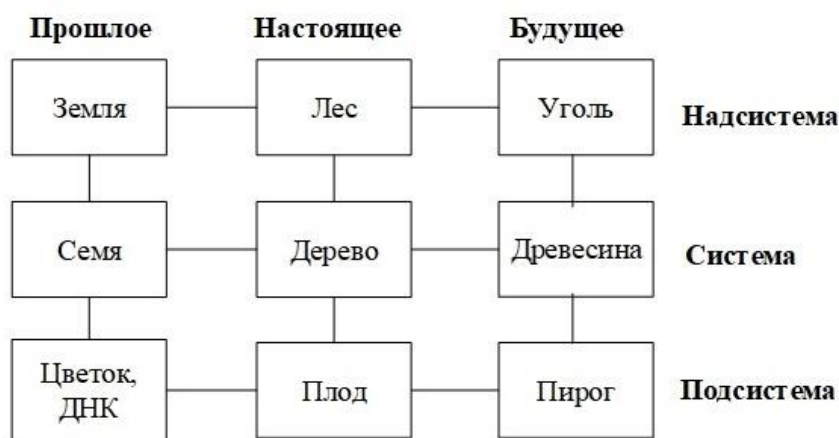 Прошлое Настоящее Будущее
Земля Лес Уголь Надсистема
Семя Дерево Древесина Система
Цветок,
ДНК Плод Пирог Подсистема